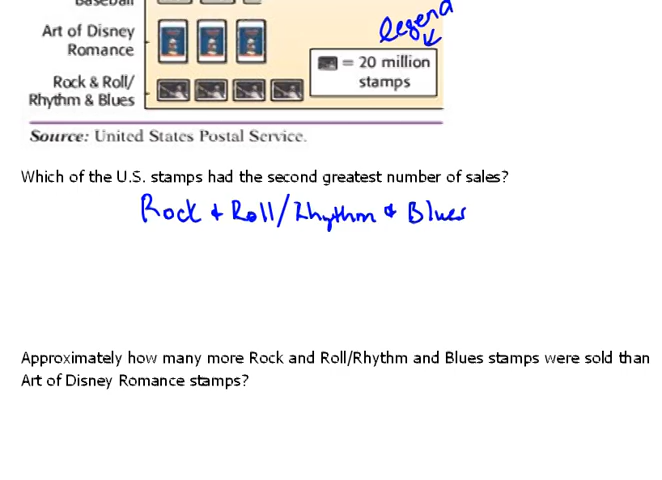 Baseball
legend
Art of Disney
Romance
= 20 million
stamps
Rock & Roll/
Rhythm & Blues
Source: United States Postal Service.
Which of the U.S. stamps had the second greatest number of sales?
Rock & Roll/Rhythm & Blues
Approximately how many more Rock and Roll/Rhythm and Blues stamps were sold than
Art of Disney Romance stamps?